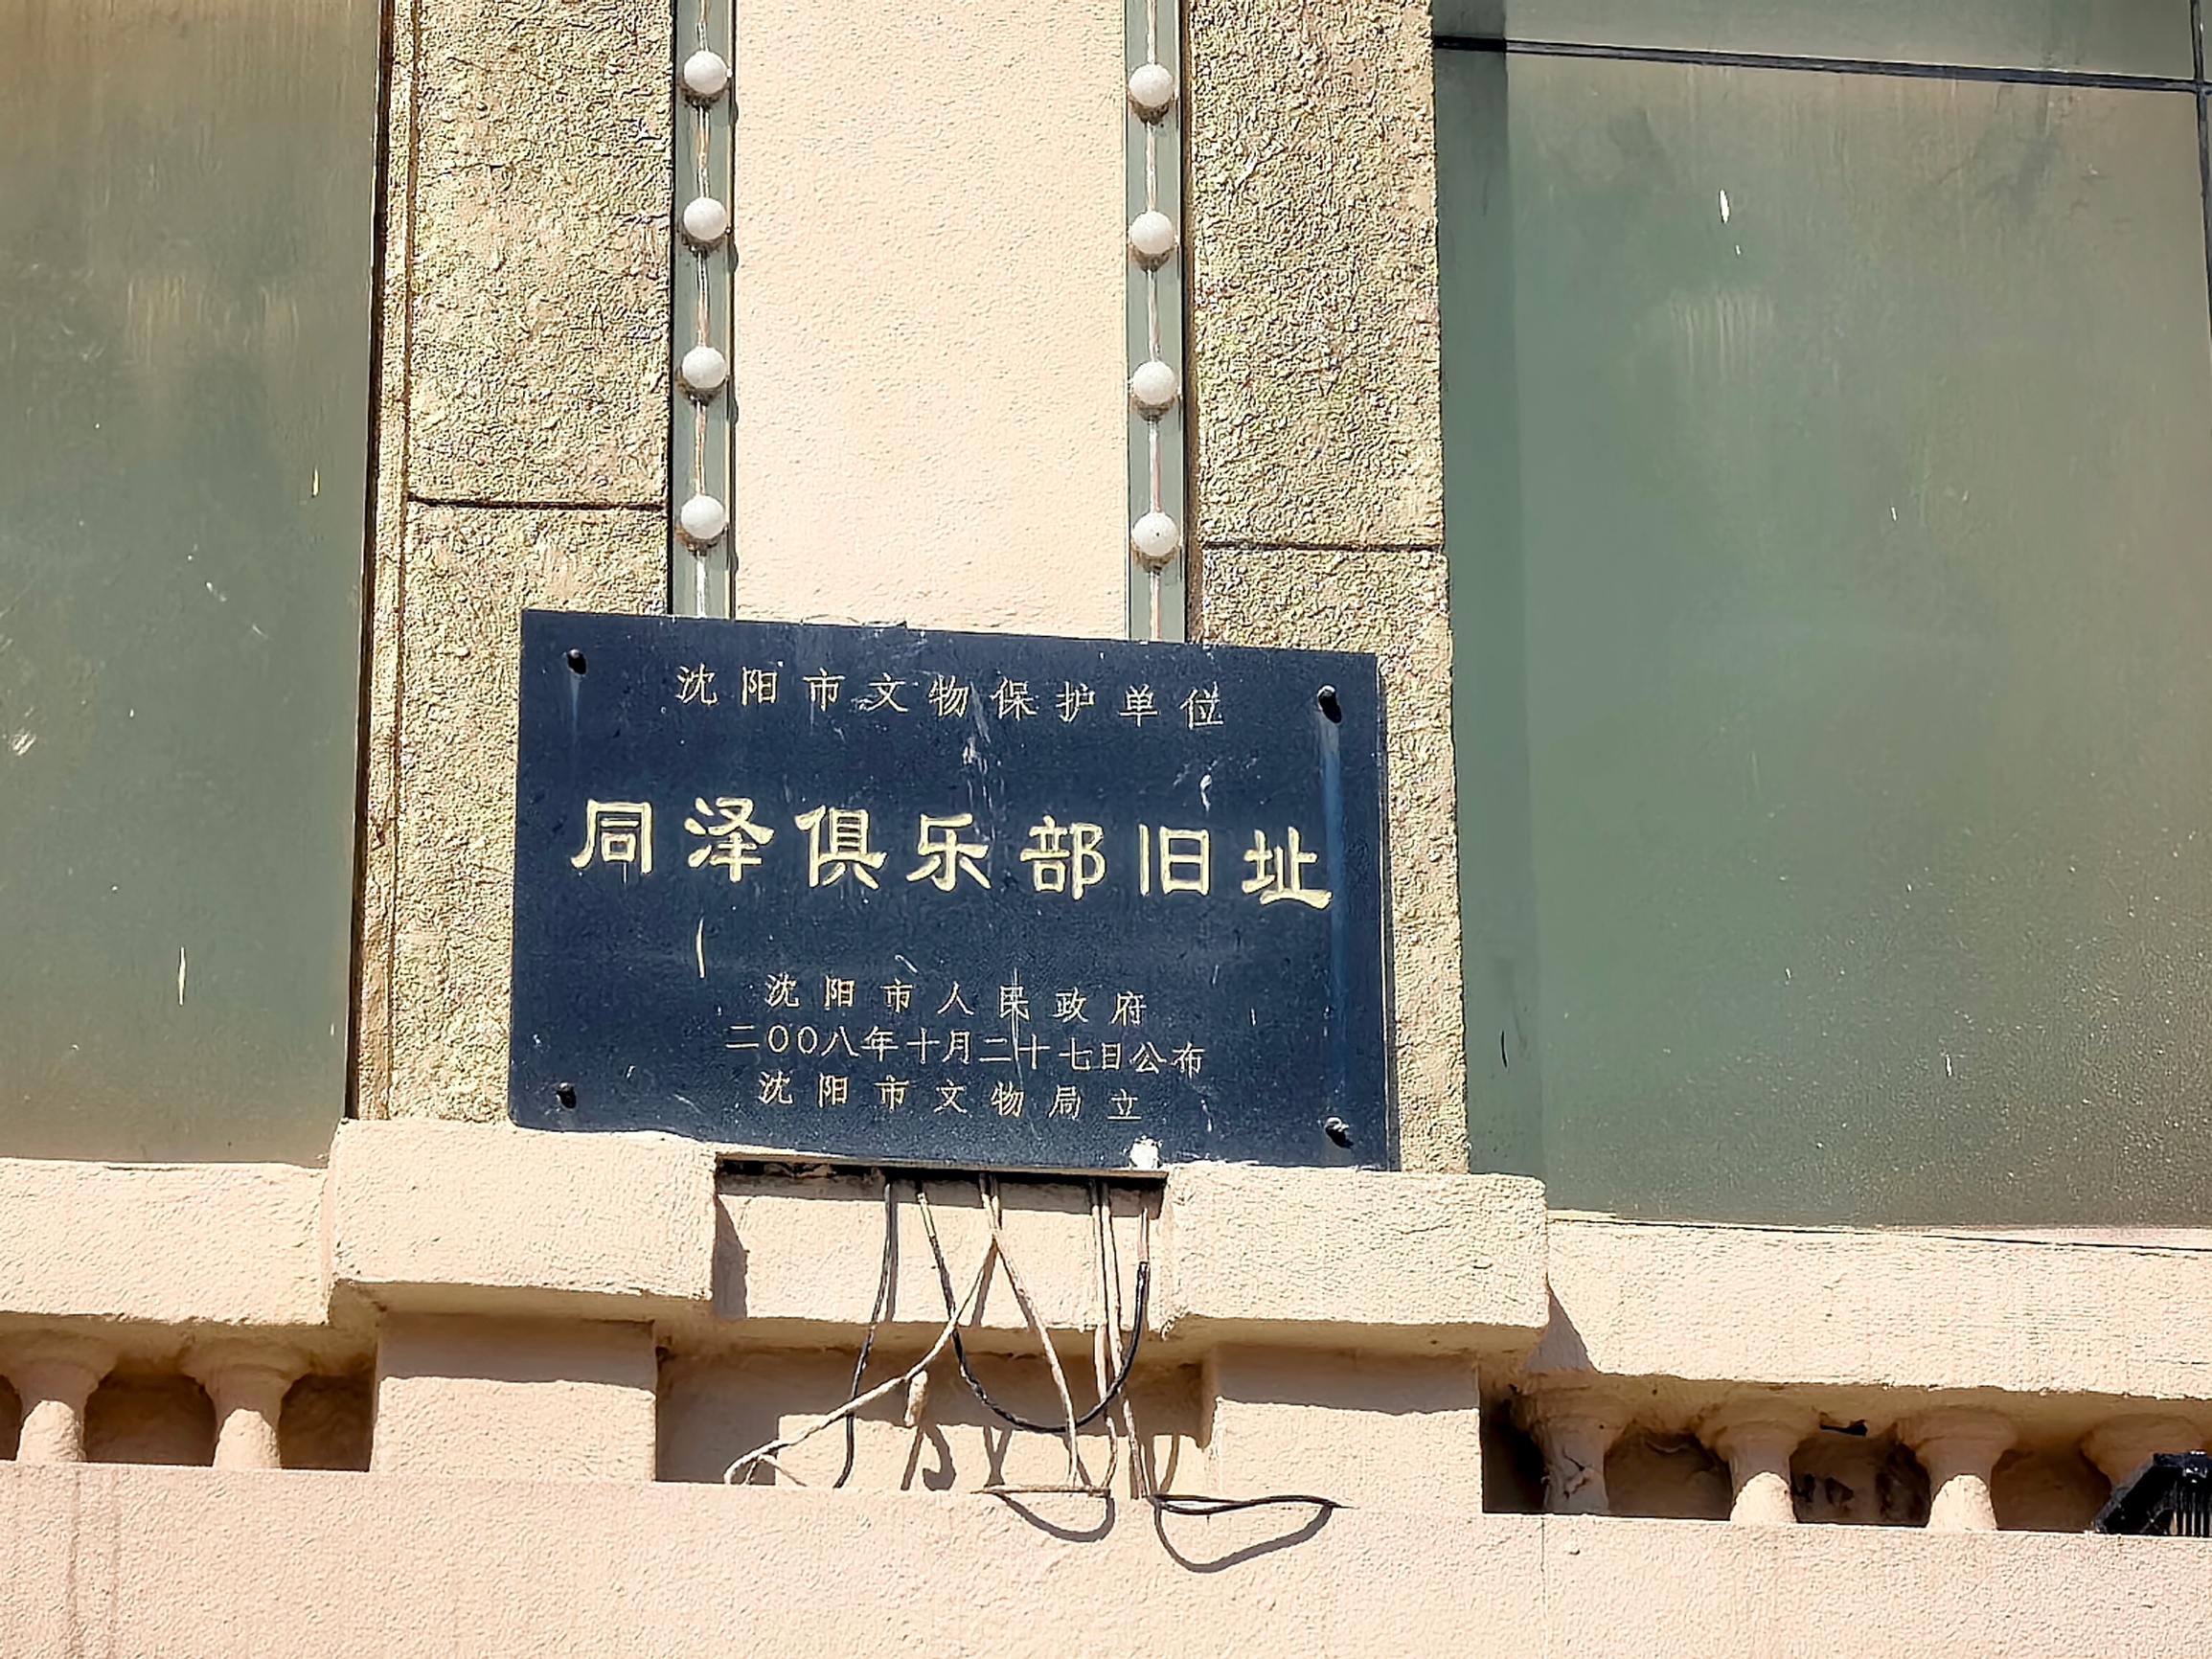 沈阳市文物保护单位
同泽俱乐部旧址
沈阳市人民政府
二〇〇八年十月二十七日公布
沈阳市文物局立